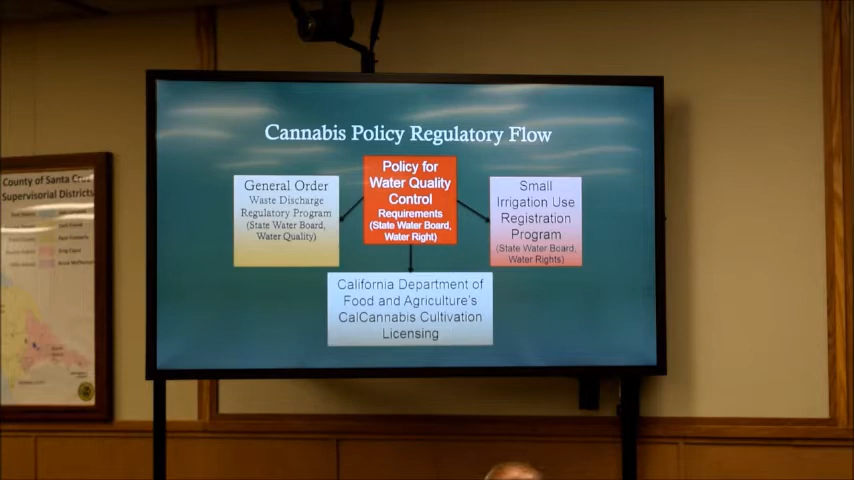 Cannabis Policy Regulatory Flow
General Order
Waste Discharge
Regulatory Program
(State Water Board,
Water Quality)
Policy for
Water Quality
Control
Requirements
(State Water Board,
Water Right)
Small
Irrigation Use
Registration
Program
(State Water Board,
Water Rights)
California Department of
Food and Agriculture's
CalCannabis Cultivation
Licensing
County of Santa Cruz
Supervisorial Districts